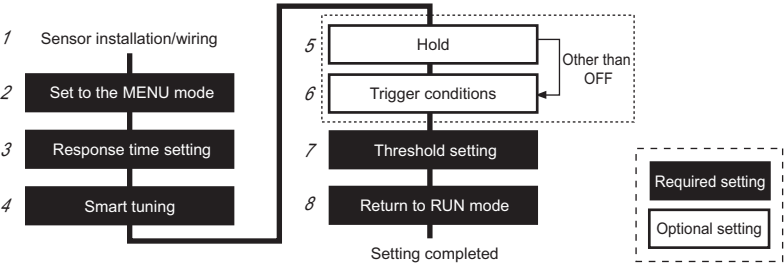 1 Sensor installation/wiring
2 Set to the MENU mode
3 Response time setting
4 Smart tuning
5 Hold
Other than
OFF
6 Trigger conditions
7 Threshold setting
8 Return to RUN mode
Setting completed
Required setting
Optional setting